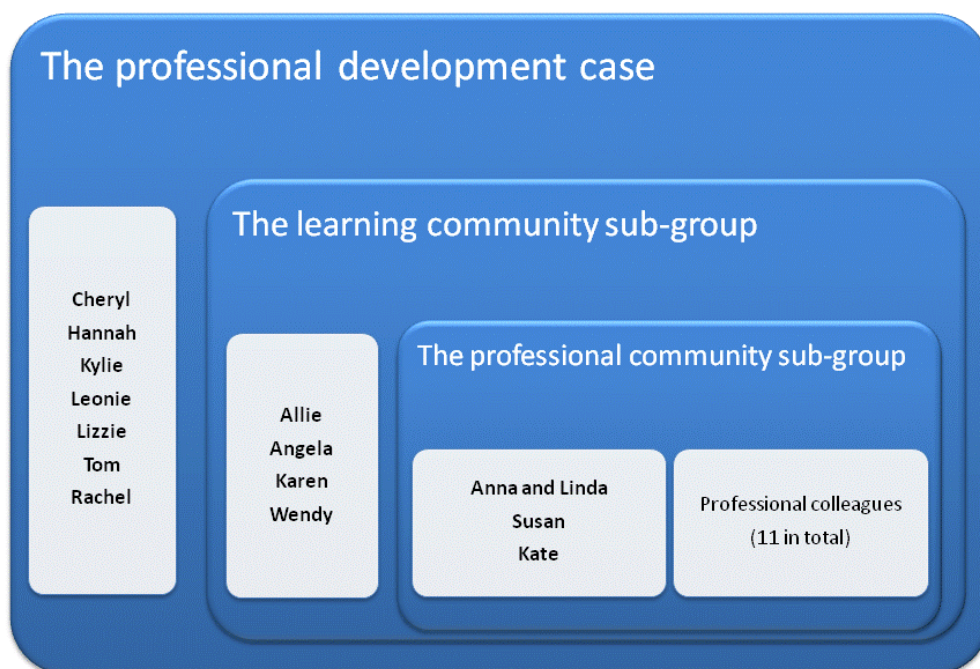 The professional development case
Cheryl
Hannah
Kylie
Leonie
Lizzie
Tom
Rachel
The learning community sub-group
Allie
Angela
Karen
Wendy
The professional community sub-group
Anna and Linda
Susan
Kate
Professional colleagues
(11 in total)